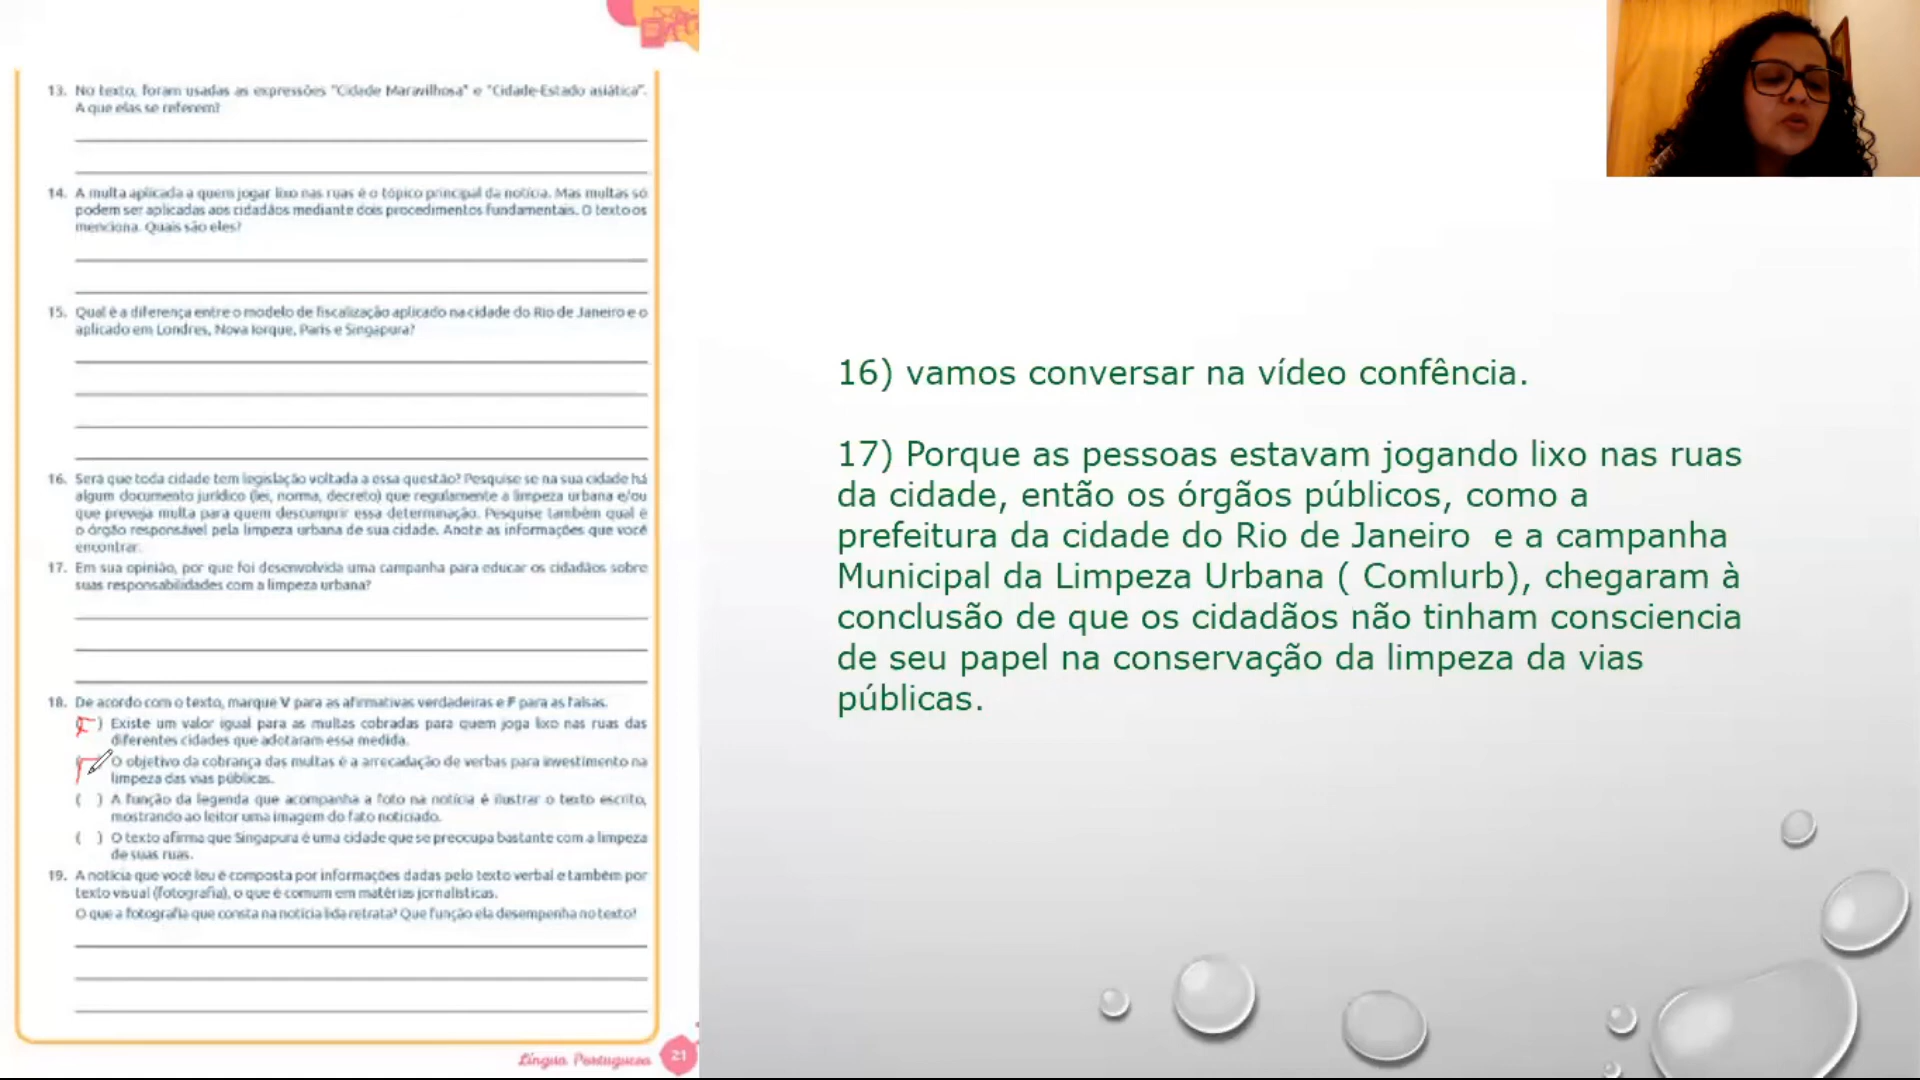 13. No texto, foram usadas as expressões "Cidade Maravilhosa" e "Cidade-Estado asiática".
A que elas se referem?
14. A multa aplicada a quem jogar lixo nas ruas é o tópico principal da notícia. Mas multas só
podem ser aplicadas aos cidadãos mediante dois procedimentos fundamentais. O texto os
menciona. Quais são eles?
15. Qual é a diferença entre o modelo de fiscalização aplicado na cidade do Rio de Janeiro e o
aplicado em Londres, Nova Iorque, Paris e Singapura?
16. Será que toda cidade tem legislação voltada a essa questão? Pesquise se na sua cidade há
algum documento jurídico (lei, norma, decreto) que regulamente a limpeza urbana e/ou
que preveja multa para quem descumprir essa determinação. Pesquise também qual é
o órgão responsável pela limpeza urbana de sua cidade. Anote as informações que você
encontrar.
17. Em sua opinião, por que foi desenvolvida uma campanha para educar os cidadãos sobre
suas responsabilidades com a limpeza urbana?
18. De acordo com o texto, marque V para as afirmativas verdadeiras e F para as falsas.
(F) Existe um valor igual para as multas cobradas para quem joga lixo nas ruas das
diferentes cidades que adotaram essa medida.
O objetivo da cobrança das multas é a arrecadação de verbas para investimento na
limpeza das vias públicas.
( ) A função da legenda que acompanha a foto na notícia é ilustrar o texto escrito,
mostrando ao leitor uma imagem do fato noticiado.
( ) O texto afirma que Singapura é uma cidade que se preocupa bastante com a limpeza
de suas ruas.
19. A notícia que você leu é composta por informações dadas pelo texto verbal e também por
texto visual (fotografia), o que é comum em matérias jornalísticas.
O que a fotografia que consta na notícia lida retrata? Que função ela desempenha no texto?
Língua Portuguesa 21
16) vamos conversar na vídeo confência.
17) Porque as pessoas estavam jogando lixo nas ruas
da cidade, então os órgãos públicos, como a
prefeitura da cidade do Rio de Janeiro e a campanha
Municipal da Limpeza Urbana ( Comlurb), chegaram à
conclusão de que os cidadãos não tinham consciencia
de seu papel na conservação da limpeza da vias
públicas.